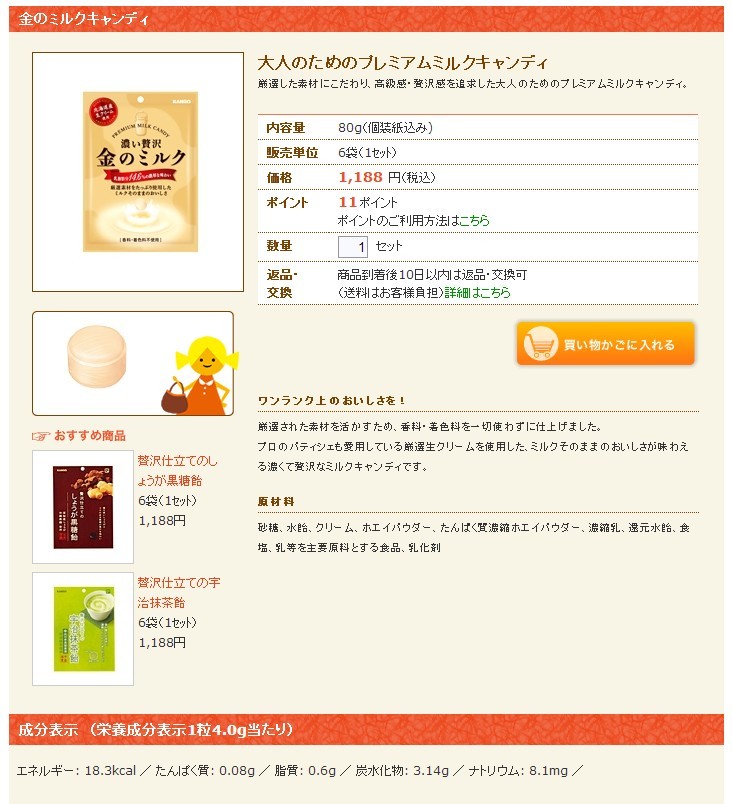 金のミルクキャンディ
KANRO
北海道産
生クリーム
使用
PREMIUM MILK CANDY
濃い贅沢
金のミルク
乳脂肪分14.6%の濃厚な味わい
厳選素材をたっぷり使用した
ミルクそのままのおいしさ
【香料・着色料不使用】
大人のためのプレミアムミルクキャンディ
厳選した素材にこだわり、高級感・贅沢感を追求した大人のためのプレミアムミルクキャンディ。
内容量 80g(個装紙込み)
販売単位 6袋(1セット)
価格 1,188 円(税込)
ポイント 11ポイント
ポイントのご利用方法はこちら
数量 1 セット
返品・ 商品到着後10日以内は返品・交換可
交換 (送料はお客様負担)詳細はこちら
買い物かごに入れる
ワンランク上のおいしさを！
厳選された素材を活かすため、香料・着色料を一切使わずに仕上げました。
プロのパティシェも愛用している厳選生クリームを使用した、ミルクそのままのおいしさが味わえ
る濃くて贅沢なミルクキャンディです。
原材料
砂糖、水飴、クリーム、ホエイパウダー、たんぱく質濃縮ホエイパウダー、濃縮乳、還元水飴、食
塩、乳等を主要原料とする食品、乳化剤
おすすめ商品
贅沢仕立てのし
ょうが黒糖飴
6袋(1セット)
1,188円
贅沢仕立ての
しょうが黒糖飴
贅沢仕立ての宇
治抹茶飴
6袋(1セット)
1,188円
宇治抹茶飴
成分表示 （栄養成分表示1粒4.0g当たり）
エネルギー: 18.3kcal ／ たんぱく質: 0.08g ／ 脂質: 0.6g ／ 炭水化物: 3.14g ／ ナトリウム: 8.1mg ／